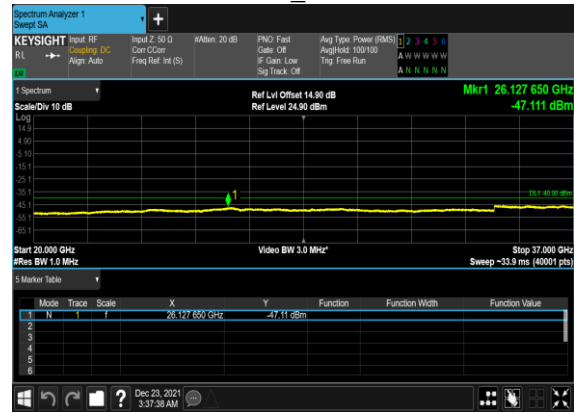 Spectrum Analyzer 1
Swept SA
+
KEYSIGHT Input: RF Input Z: 50 Ω #Atten: 20 dB PNO: Fast Avg Type: Power (RMS) 1 2 3 4 5 6
RL Coupling: DC Corr CCorr Gate: Off Avg|Hold: 100/100 A W W W W W
Align: Auto Freq Ref: Int (S) IF Gain: Low Trig: Free Run
Sig Track: Off A N N N N N
1 Spectrum Ref Lvl Offset 14.90 dB Mkr1 26.127 650 GHz
Scale/Div 10 dB Ref Level 24.90 dBm -47.111 dBm
Log
14.9
4.90
-5.10
-15.1
-25.1
-35.1 1 DL1 -40.00 dBm
-45.1
-55.1
-65.1
Start 20.000 GHz Video BW 3.0 MHz* Stop 37.000 GHz
#Res BW 1.0 MHz Sweep ~33.9 ms (40001 pts)
5 Marker Table
Mode Trace Scale X Y Function Function Width Function Value
1 N 1 f 26.127 650 GHz -47.11 dBm
2
3
4
5
6
? Dec 23, 2021
3:37:38 AM